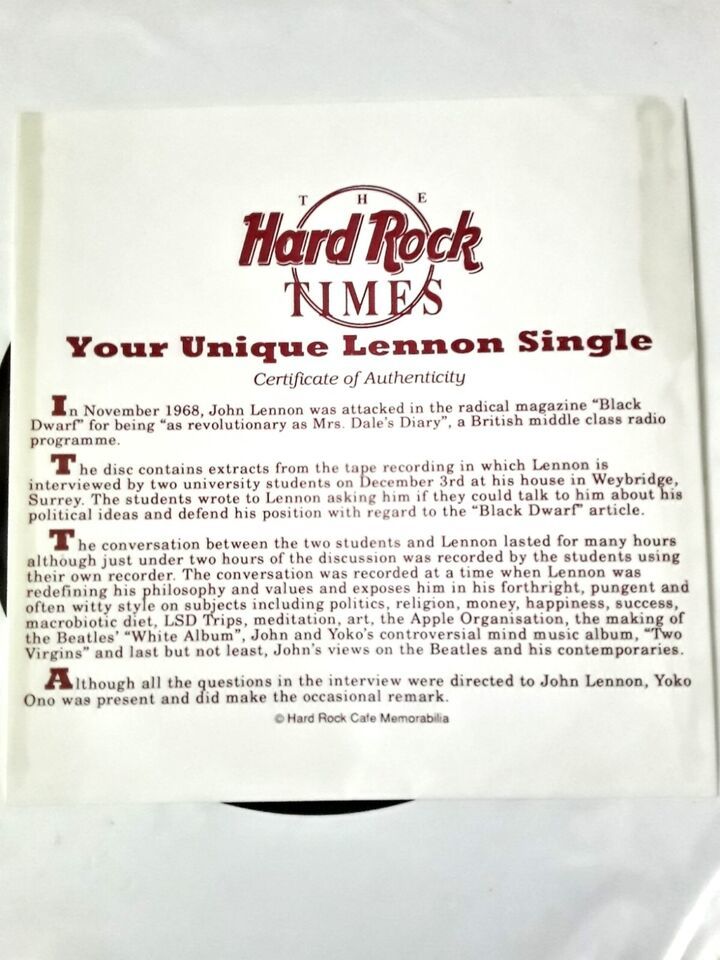 THE
Hard Rock
TIMES
Your Unique Lennon Single
Certificate of Authenticity
In November 1968, John Lennon was attacked in the radical magazine "Black
Dwarf" for being "as revolutionary as Mrs. Dale's Diary", a British middle class radio
programme.
The disc contains extracts from the tape recording in which Lennon is
interviewed by two university students on December 3rd at his house in Weybridge,
Surrey. The students wrote to Lennon asking him if they could talk to him about his
political ideas and defend his position with regard to the "Black Dwarf" article.
The conversation between the two students and Lennon lasted for many hours
although just under two hours of the discussion was recorded by the students using
their own recorder. The conversation was recorded at a time when Lennon was
redefining his philosophy and values and exposes him in his forthright, pungent and
often witty style on subjects including politics, religion, money, happiness, success,
macrobiotic diet, LSD Trips, meditation, art, the Apple Organisation, the making of
the Beatles' "White Album", John and Yoko's controversial mind music album, "Two
Virgins" and last but not least, John's views on the Beatles and his contemporaries.
Although all the questions in the interview were directed to John Lennon, Yoko
Ono was present and did make the occasional remark.
© Hard Rock Cafe Memorabilia